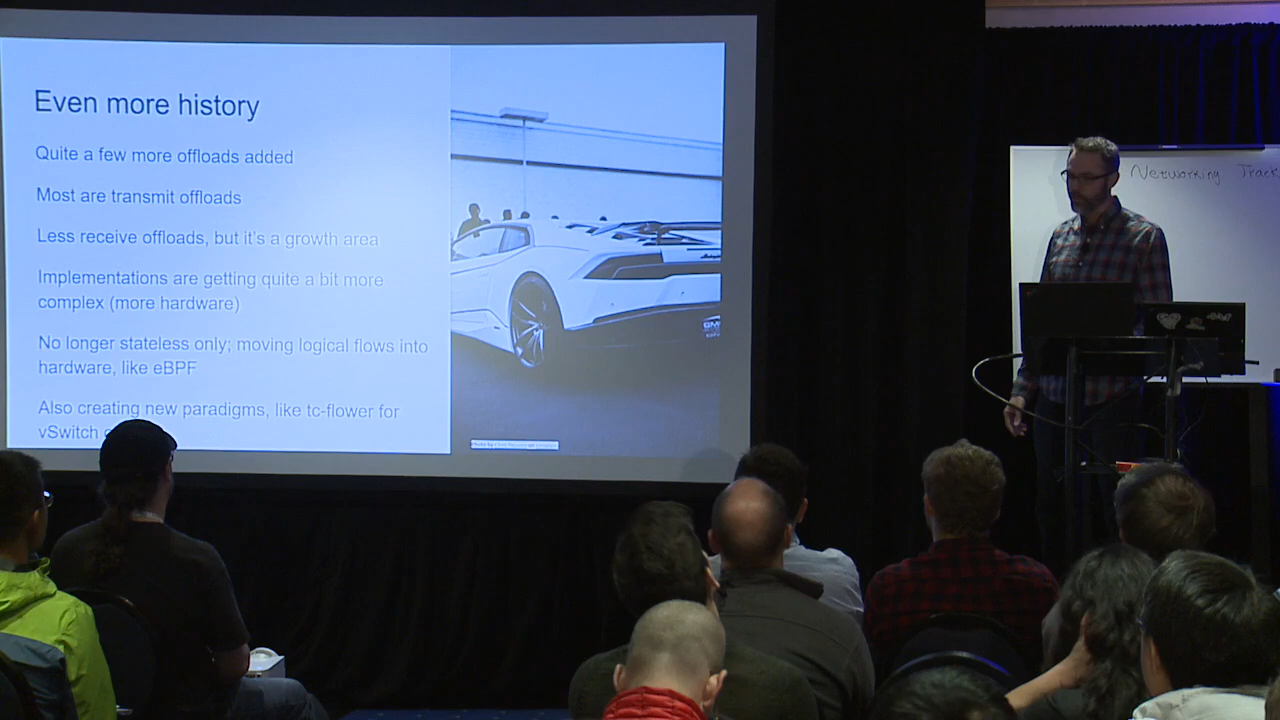 Even more history
Quite a few more offloads added
Most are transmit offloads
Less receive offloads, but it's a growth area
Implementations are getting quite a bit more
complex (more hardware)
No longer stateless only; moving logical flows into
hardware, like eBPF
Also creating new paradigms, like tc-flower for
vSwitch
Photo by
Networking Track